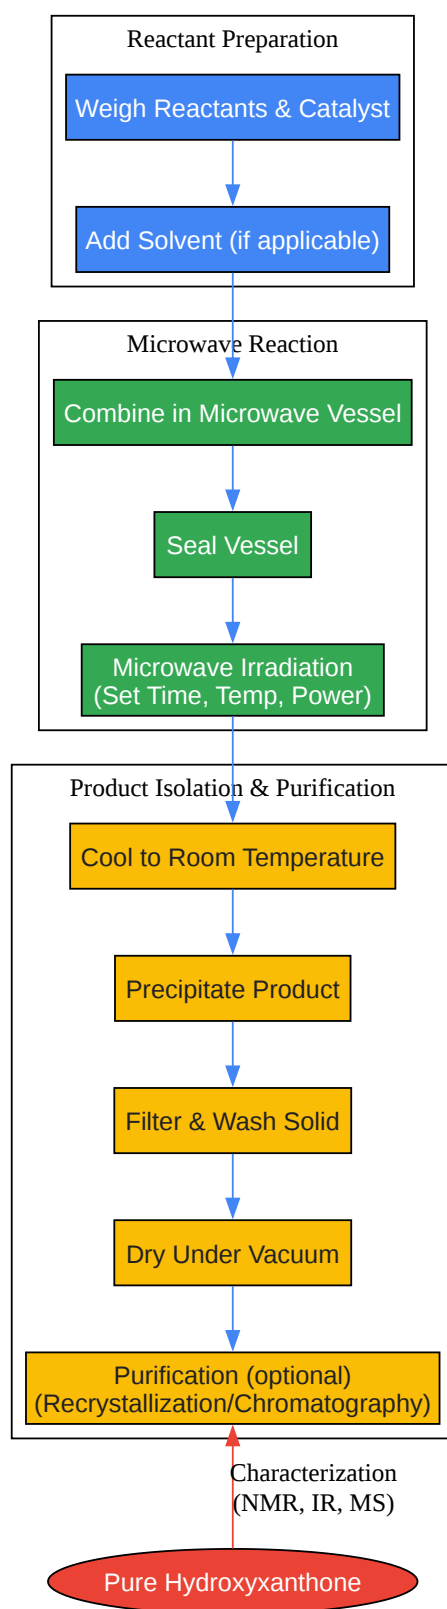 Reactant Preparation
Weigh Reactants & Catalyst
Add Solvent (if applicable)
Microwave Reaction
Combine in Microwave Vessel
Seal Vessel
Microwave Irradiation
(Set Time, Temp, Power)
Product Isolation & Purification
Cool to Room Temperature
Precipitate Product
Filter & Wash Solid
Dry Under Vacuum
Purification (optional)
(Recrystallization/Chromatography)
Characterization
(NMR, IR, MS)
Pure Hydroxyxanthone